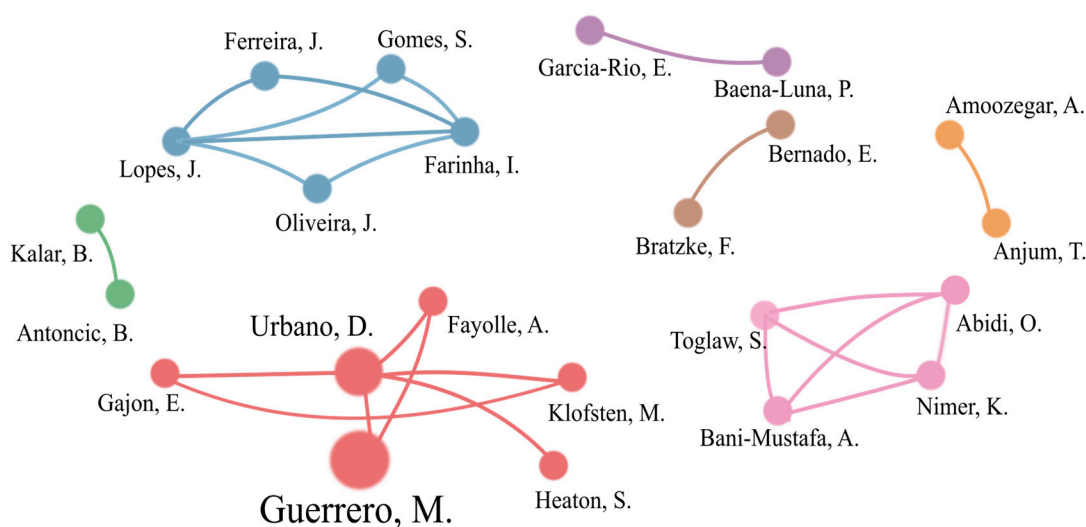 Ferreira, J.
Gomes, S.
Garcia-Rio, E.
Baena-Luna, P.
Amoozegar, A.
Lopes, J.
Farinha, I.
Bernado, E.
Oliveira, J.
Kalar, B.
Bratzke, F.
Anjum, T.
Antoncic, B.
Urbano, D.
Fayolle, A.
Toglaw, S.
Abidi, O.
Gajon, E.
Klofsten, M.
Nimer, K.
Bani-Mustafa, A.
Guerrero, M.
Heaton, S.